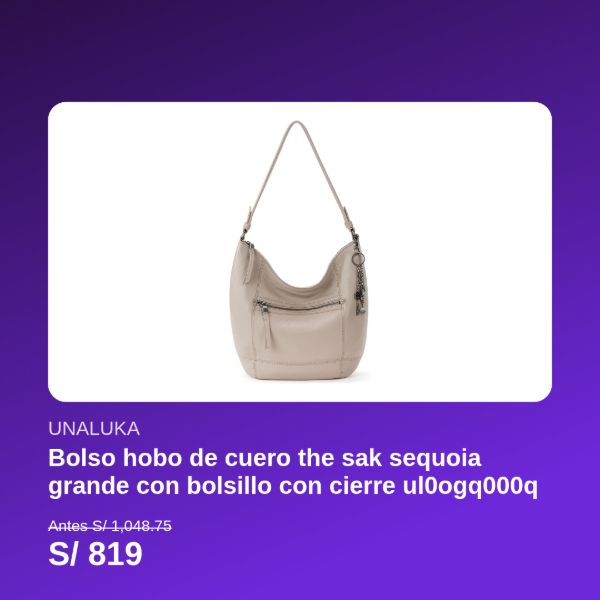 UNALUKA
Bolso hobo de cuero the sak sequoia
grande con bolsillo con cierre ul0ogq000q
Antes S/ 1,048.75
S/ 819